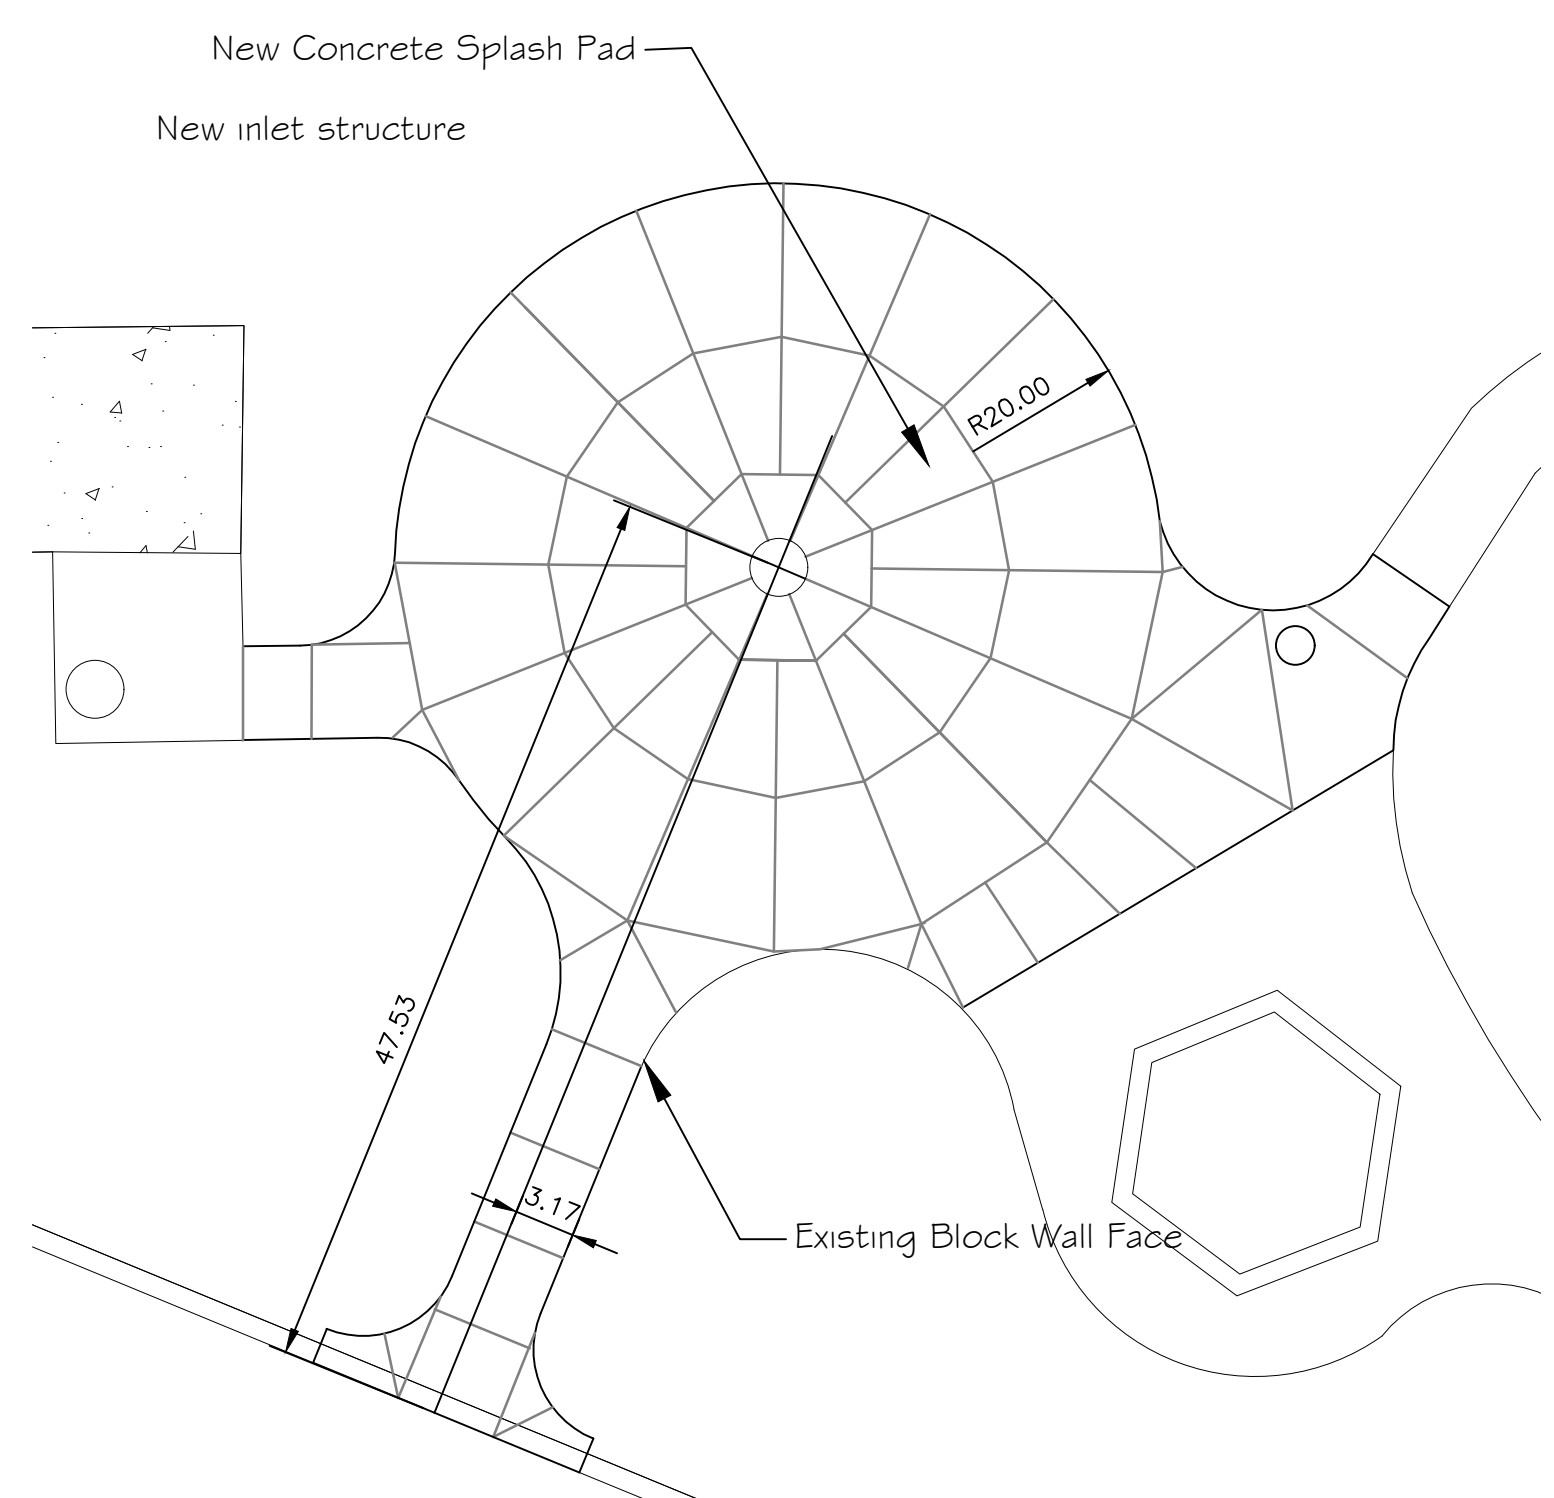 New Concrete Splash Pad
New inlet structure
R20.00
47.53
3.17
Existing Block Wall Face